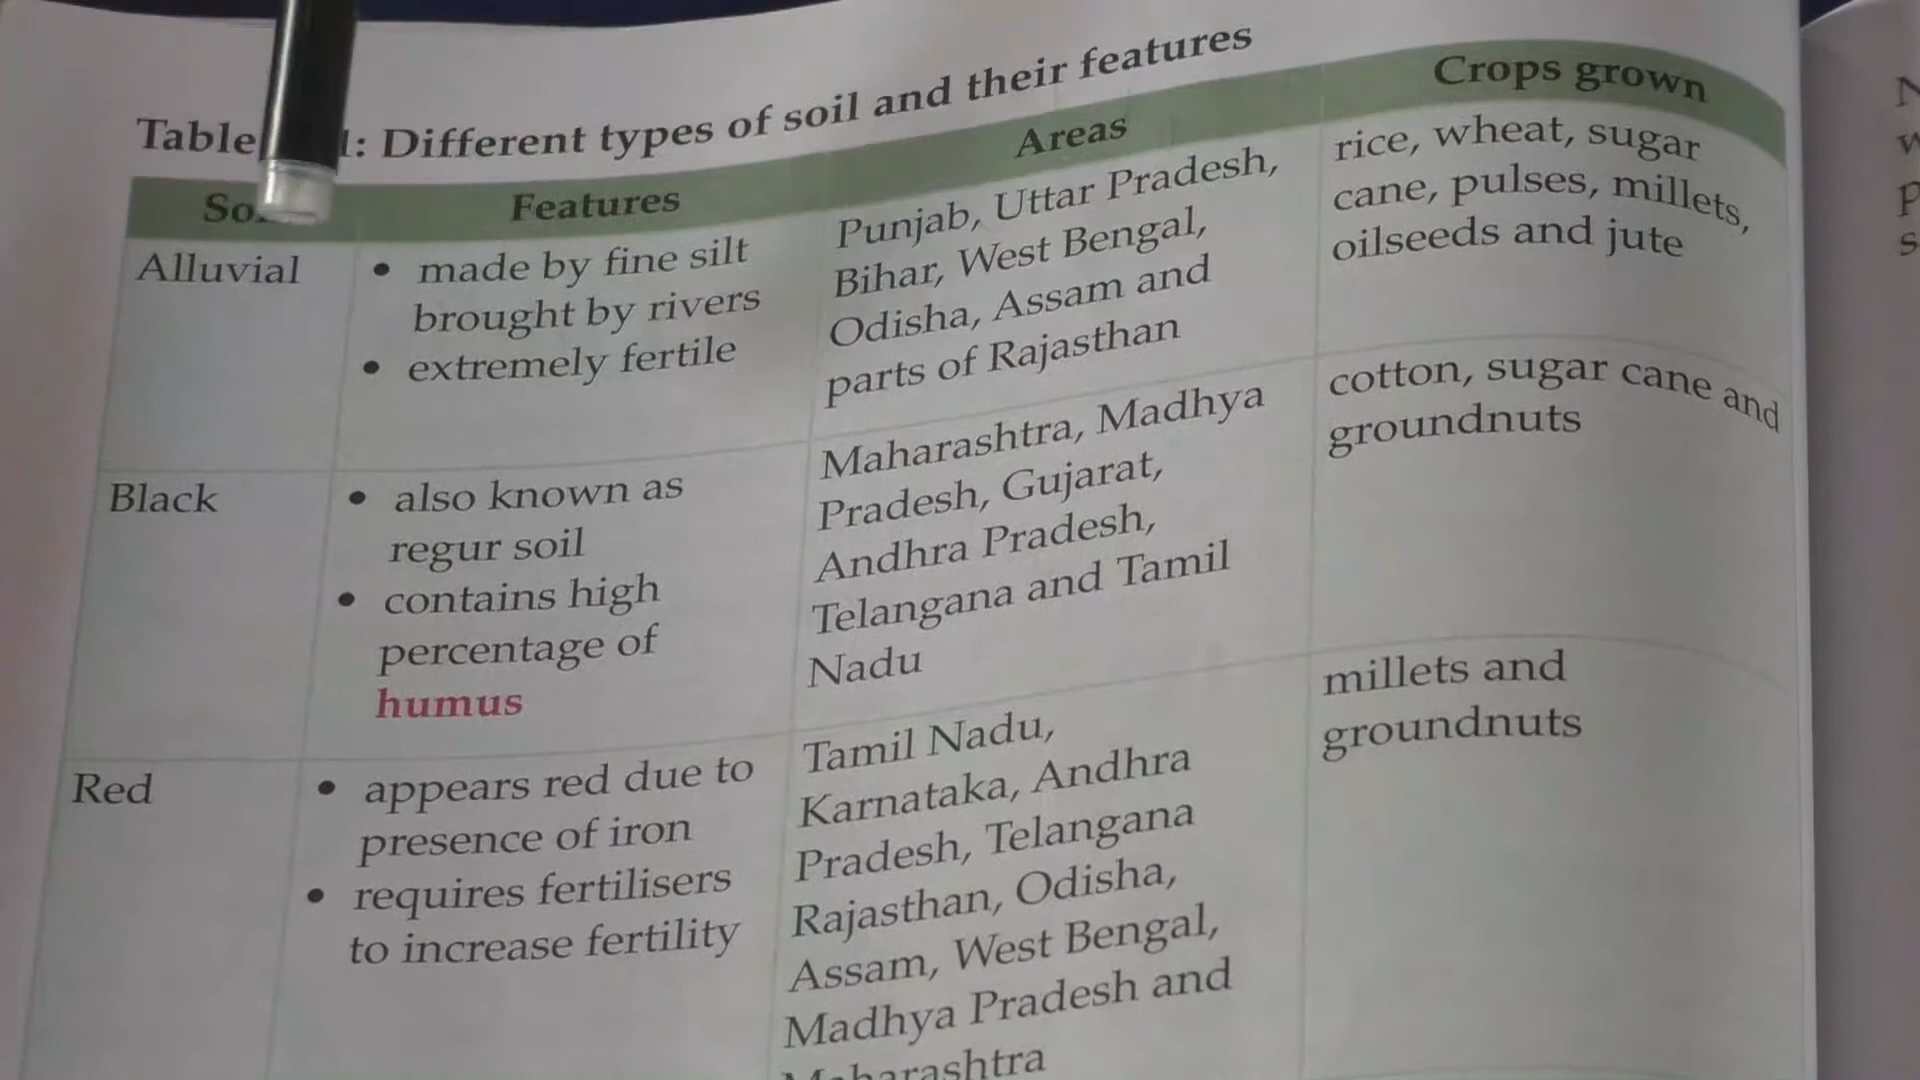 Table 1: Different types of soil and their features
Features
Areas
Crops grown
Alluvial
• made by fine silt
brought by rivers
• extremely fertile
Punjab, Uttar Pradesh,
Bihar, West Bengal,
Odisha, Assam and
parts of Rajasthan
rice, wheat, sugar
cane, pulses, millets,
oilseeds and jute
Black
• also known as
regur soil
• contains high
percentage of
humus
Maharashtra, Madhya
Pradesh, Gujarat,
Andhra Pradesh,
Telangana and Tamil
Nadu
cotton, sugar cane and
groundnuts
Red
• appears red due to
presence of iron
• requires fertilisers
to increase fertility
Tamil Nadu,
Karnataka, Andhra
Pradesh, Telangana
Rajasthan, Odisha,
Assam, West Bengal,
Madhya Pradesh and
Maharashtra
millets and
groundnuts